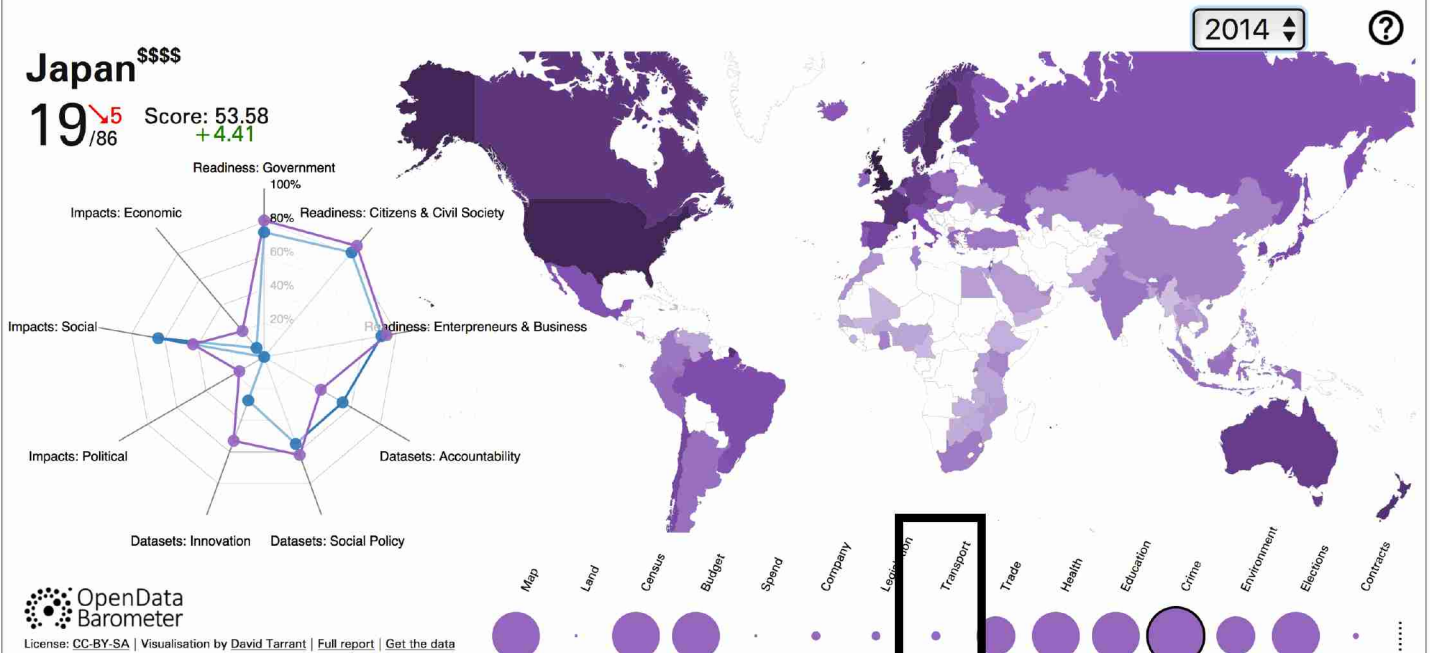 2014
?
Japan$$$$
19 ↘5 /86
Score: 53.58
+4.41
Readiness: Government
100%
Impacts: Economic
80%
Readiness: Citizens & Civil Society
60%
40%
20%
Impacts: Social
Readiness: Enterpreneurs & Business
Impacts: Political
Datasets: Accountability
Datasets: Innovation
Datasets: Social Policy
Map
Land
Census
Budget
Spend
Company
Legislation
Transport
Trade
Health
Education
Crime
Environment
Elections
Contracts
OpenData
Barometer
License: CC-BY-SA | Visualisation by David Tarrant | Full report | Get the data